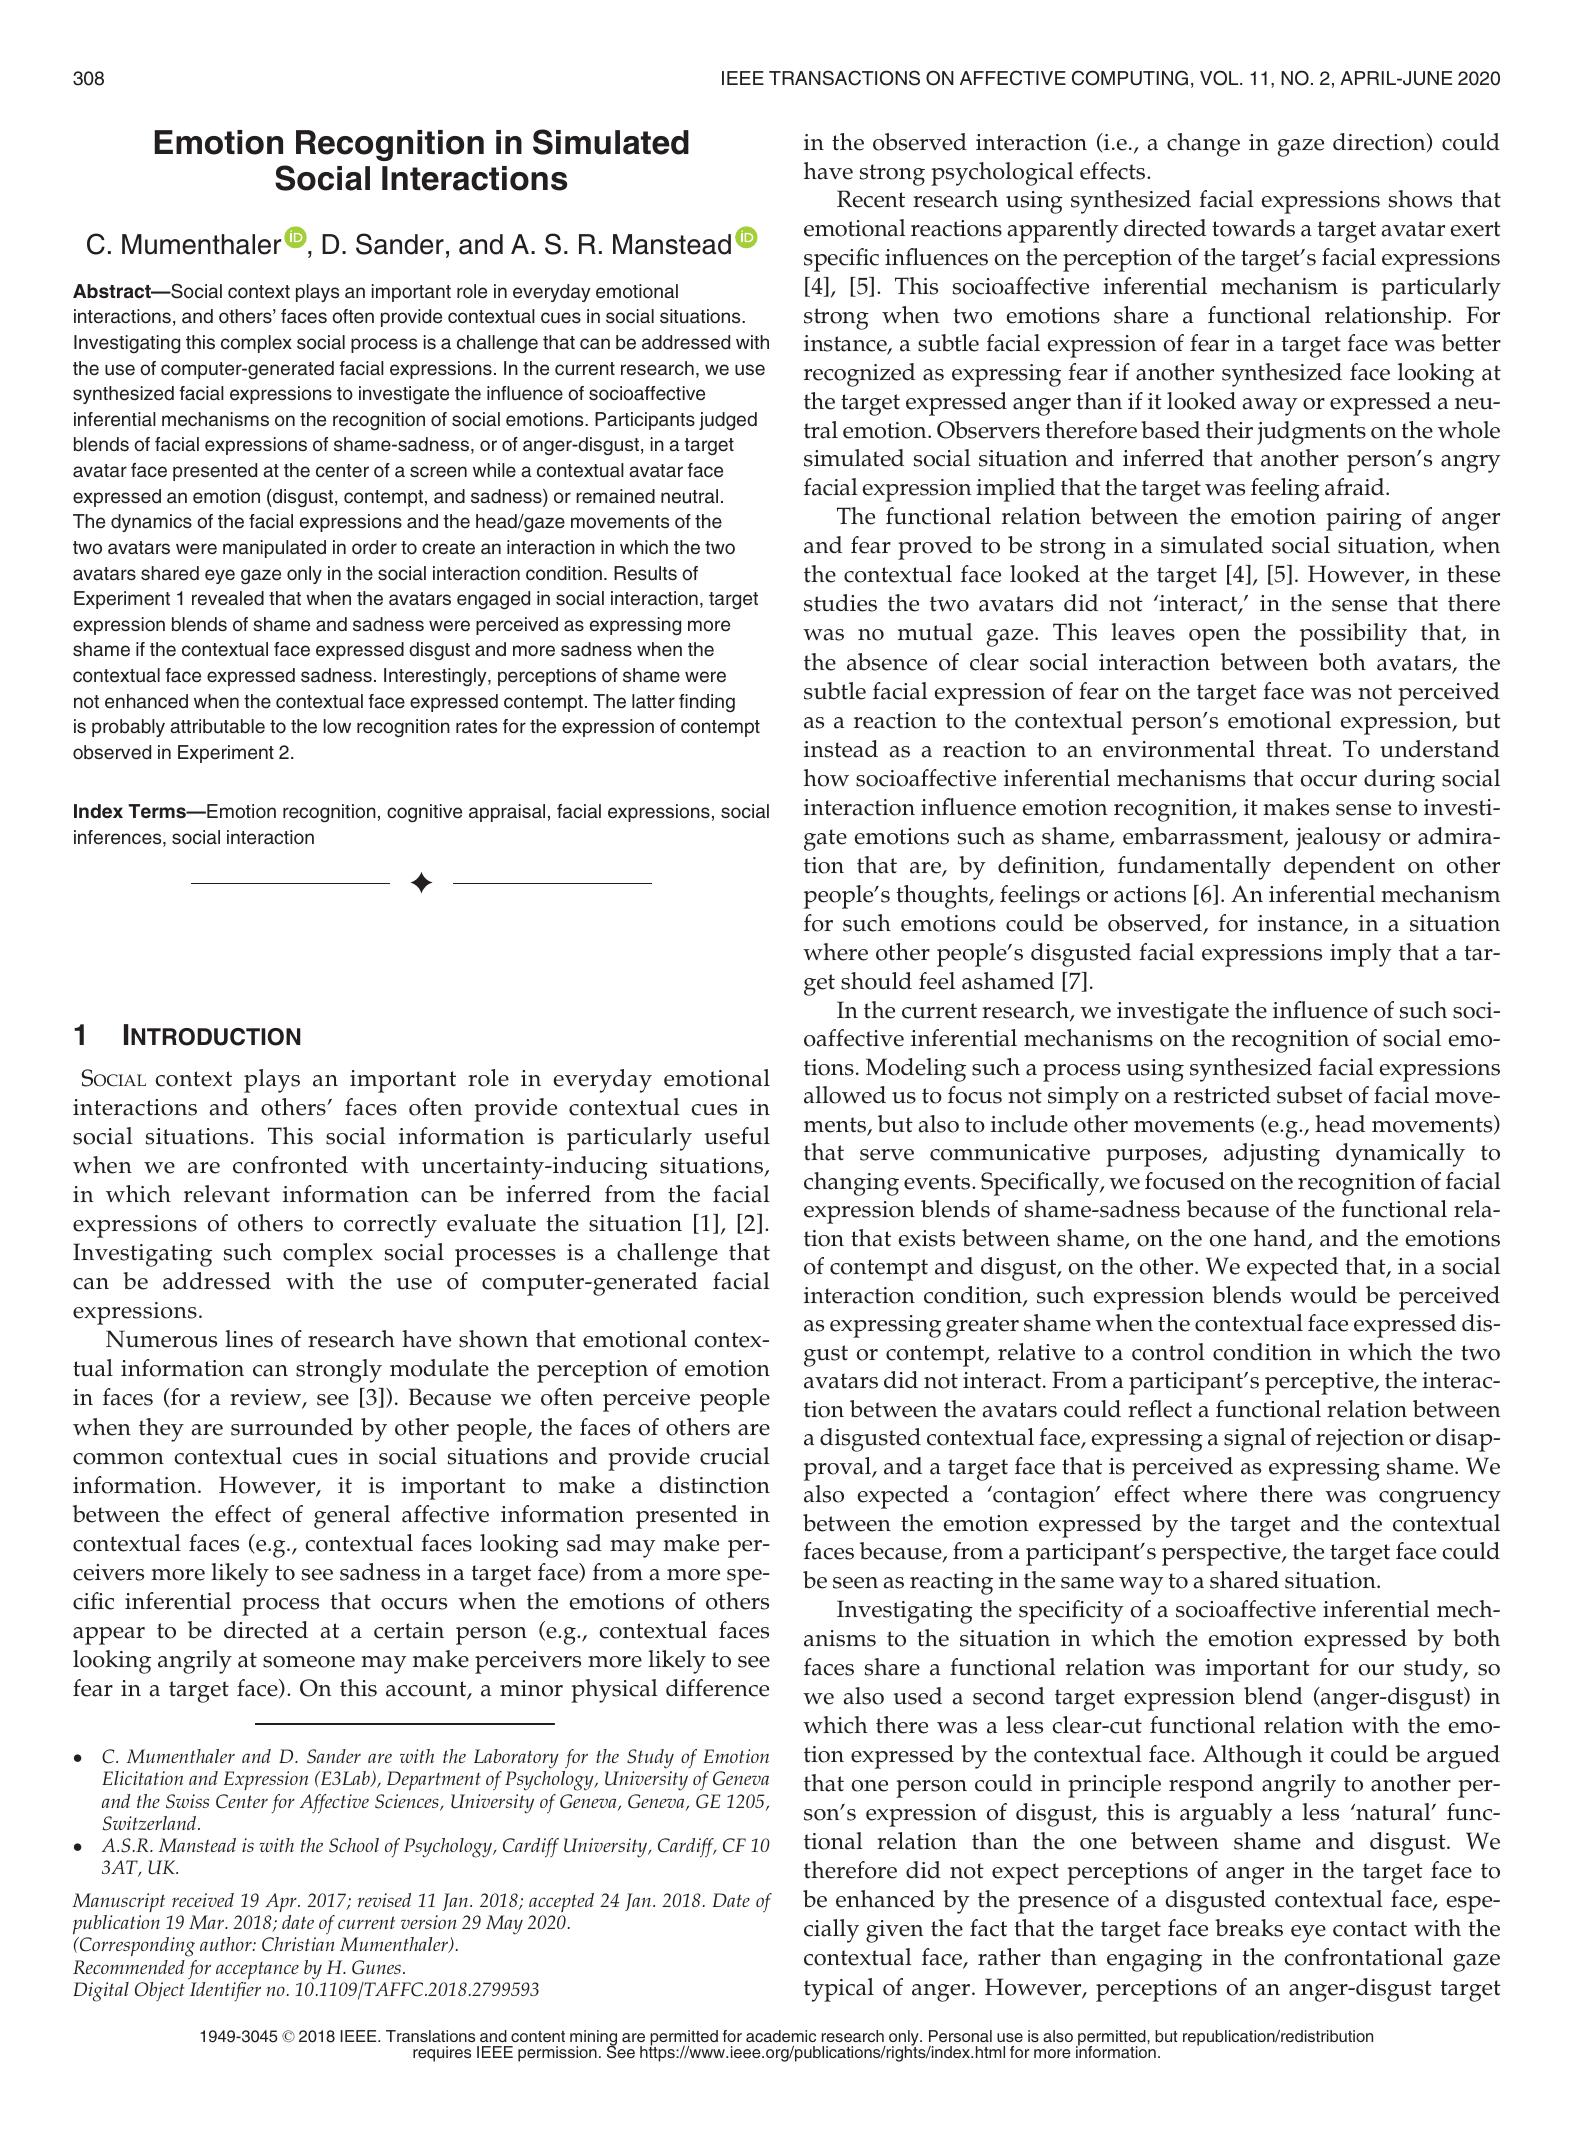 308
IEEE TRANSACTIONS ON AFFECTIVE COMPUTING, VOL. 11, NO. 2, APRIL-JUNE 2020
Emotion Recognition in Simulated
Social Interactions
C. Mumenthaler iD, D. Sander, and A. S. R. Manstead iD
Abstract—Social context plays an important role in everyday emotional
interactions, and others' faces often provide contextual cues in social situations.
Investigating this complex social process is a challenge that can be addressed with
the use of computer-generated facial expressions. In the current research, we use
synthesized facial expressions to investigate the influence of socioaffective
inferential mechanisms on the recognition of social emotions. Participants judged
blends of facial expressions of shame-sadness, or of anger-disgust, in a target
avatar face presented at the center of a screen while a contextual avatar face
expressed an emotion (disgust, contempt, and sadness) or remained neutral.
The dynamics of the facial expressions and the head/gaze movements of the
two avatars were manipulated in order to create an interaction in which the two
avatars shared eye gaze only in the social interaction condition. Results of
Experiment 1 revealed that when the avatars engaged in social interaction, target
expression blends of shame and sadness were perceived as expressing more
shame if the contextual face expressed disgust and more sadness when the
contextual face expressed sadness. Interestingly, perceptions of shame were
not enhanced when the contextual face expressed contempt. The latter finding
is probably attributable to the low recognition rates for the expression of contempt
observed in Experiment 2.
Index Terms—Emotion recognition, cognitive appraisal, facial expressions, social
inferences, social interaction
1 INTRODUCTION
SOCIAL context plays an important role in everyday emotional
interactions and others' faces often provide contextual cues in
social situations. This social information is particularly useful
when we are confronted with uncertainty-inducing situations,
in which relevant information can be inferred from the facial
expressions of others to correctly evaluate the situation [1], [2].
Investigating such complex social processes is a challenge that
can be addressed with the use of computer-generated facial
expressions.
Numerous lines of research have shown that emotional contex-
tual information can strongly modulate the perception of emotion
in faces (for a review, see [3]). Because we often perceive people
when they are surrounded by other people, the faces of others are
common contextual cues in social situations and provide crucial
information. However, it is important to make a distinction
between the effect of general affective information presented in
contextual faces (e.g., contextual faces looking sad may make per-
ceivers more likely to see sadness in a target face) from a more spe-
cific inferential process that occurs when the emotions of others
appear to be directed at a certain person (e.g., contextual faces
looking angrily at someone may make perceivers more likely to see
fear in a target face). On this account, a minor physical difference
• C. Mumenthaler and D. Sander are with the Laboratory for the Study of Emotion
Elicitation and Expression (E3Lab), Department of Psychology, University of Geneva
and the Swiss Center for Affective Sciences, University of Geneva, Geneva, GE 1205,
Switzerland.
• A.S.R. Manstead is with the School of Psychology, Cardiff University, Cardiff, CF 10
3AT, UK.
Manuscript received 19 Apr. 2017; revised 11 Jan. 2018; accepted 24 Jan. 2018. Date of
publication 19 Mar. 2018; date of current version 29 May 2020.
(Corresponding author: Christian Mumenthaler).
Recommended for acceptance by H. Gunes.
Digital Object Identifier no. 10.1109/TAFFC.2018.2799593
in the observed interaction (i.e., a change in gaze direction) could
have strong psychological effects.
Recent research using synthesized facial expressions shows that
emotional reactions apparently directed towards a target avatar exert
specific influences on the perception of the target's facial expressions
[4], [5]. This socioaffective inferential mechanism is particularly
strong when two emotions share a functional relationship. For
instance, a subtle facial expression of fear in a target face was better
recognized as expressing fear if another synthesized face looking at
the target expressed anger than if it looked away or expressed a neu-
tral emotion. Observers therefore based their judgments on the whole
simulated social situation and inferred that another person's angry
facial expression implied that the target was feeling afraid.
The functional relation between the emotion pairing of anger
and fear proved to be strong in a simulated social situation, when
the contextual face looked at the target [4], [5]. However, in these
studies the two avatars did not 'interact,' in the sense that there
was no mutual gaze. This leaves open the possibility that, in
the absence of clear social interaction between both avatars, the
subtle facial expression of fear on the target face was not perceived
as a reaction to the contextual person's emotional expression, but
instead as a reaction to an environmental threat. To understand
how socioaffective inferential mechanisms that occur during social
interaction influence emotion recognition, it makes sense to investi-
gate emotions such as shame, embarrassment, jealousy or admira-
tion that are, by definition, fundamentally dependent on other
people's thoughts, feelings or actions [6]. An inferential mechanism
for such emotions could be observed, for instance, in a situation
where other people's disgusted facial expressions imply that a tar-
get should feel ashamed [7].
In the current research, we investigate the influence of such soci-
oaffective inferential mechanisms on the recognition of social emo-
tions. Modeling such a process using synthesized facial expressions
allowed us to focus not simply on a restricted subset of facial move-
ments, but also to include other movements (e.g., head movements)
that serve communicative purposes, adjusting dynamically to
changing events. Specifically, we focused on the recognition of facial
expression blends of shame-sadness because of the functional rela-
tion that exists between shame, on the one hand, and the emotions
of contempt and disgust, on the other. We expected that, in a social
interaction condition, such expression blends would be perceived
as expressing greater shame when the contextual face expressed dis-
gust or contempt, relative to a control condition in which the two
avatars did not interact. From a participant's perceptive, the interac-
tion between the avatars could reflect a functional relation between
a disgusted contextual face, expressing a signal of rejection or disap-
proval, and a target face that is perceived as expressing shame. We
also expected a 'contagion' effect where there was congruency
between the emotion expressed by the target and the contextual
faces because, from a participant's perspective, the target face could
be seen as reacting in the same way to a shared situation.
Investigating the specificity of a socioaffective inferential mech-
anisms to the situation in which the emotion expressed by both
faces share a functional relation was important for our study, so
we also used a second target expression blend (anger-disgust) in
which there was a less clear-cut functional relation with the emo-
tion expressed by the contextual face. Although it could be argued
that one person could in principle respond angrily to another per-
son's expression of disgust, this is arguably a less 'natural' func-
tional relation than the one between shame and disgust. We
therefore did not expect perceptions of anger in the target face to
be enhanced by the presence of a disgusted contextual face, espe-
cially given the fact that the target face breaks eye contact with the
contextual face, rather than engaging in the confrontational gaze
typical of anger. However, perceptions of an anger-disgust target
1949-3045 © 2018 IEEE. Translations and content mining are permitted for academic research only. Personal use is also permitted, but republication/redistribution
requires IEEE permission. See https://www.ieee.org/publications/rights/index.html for more information.